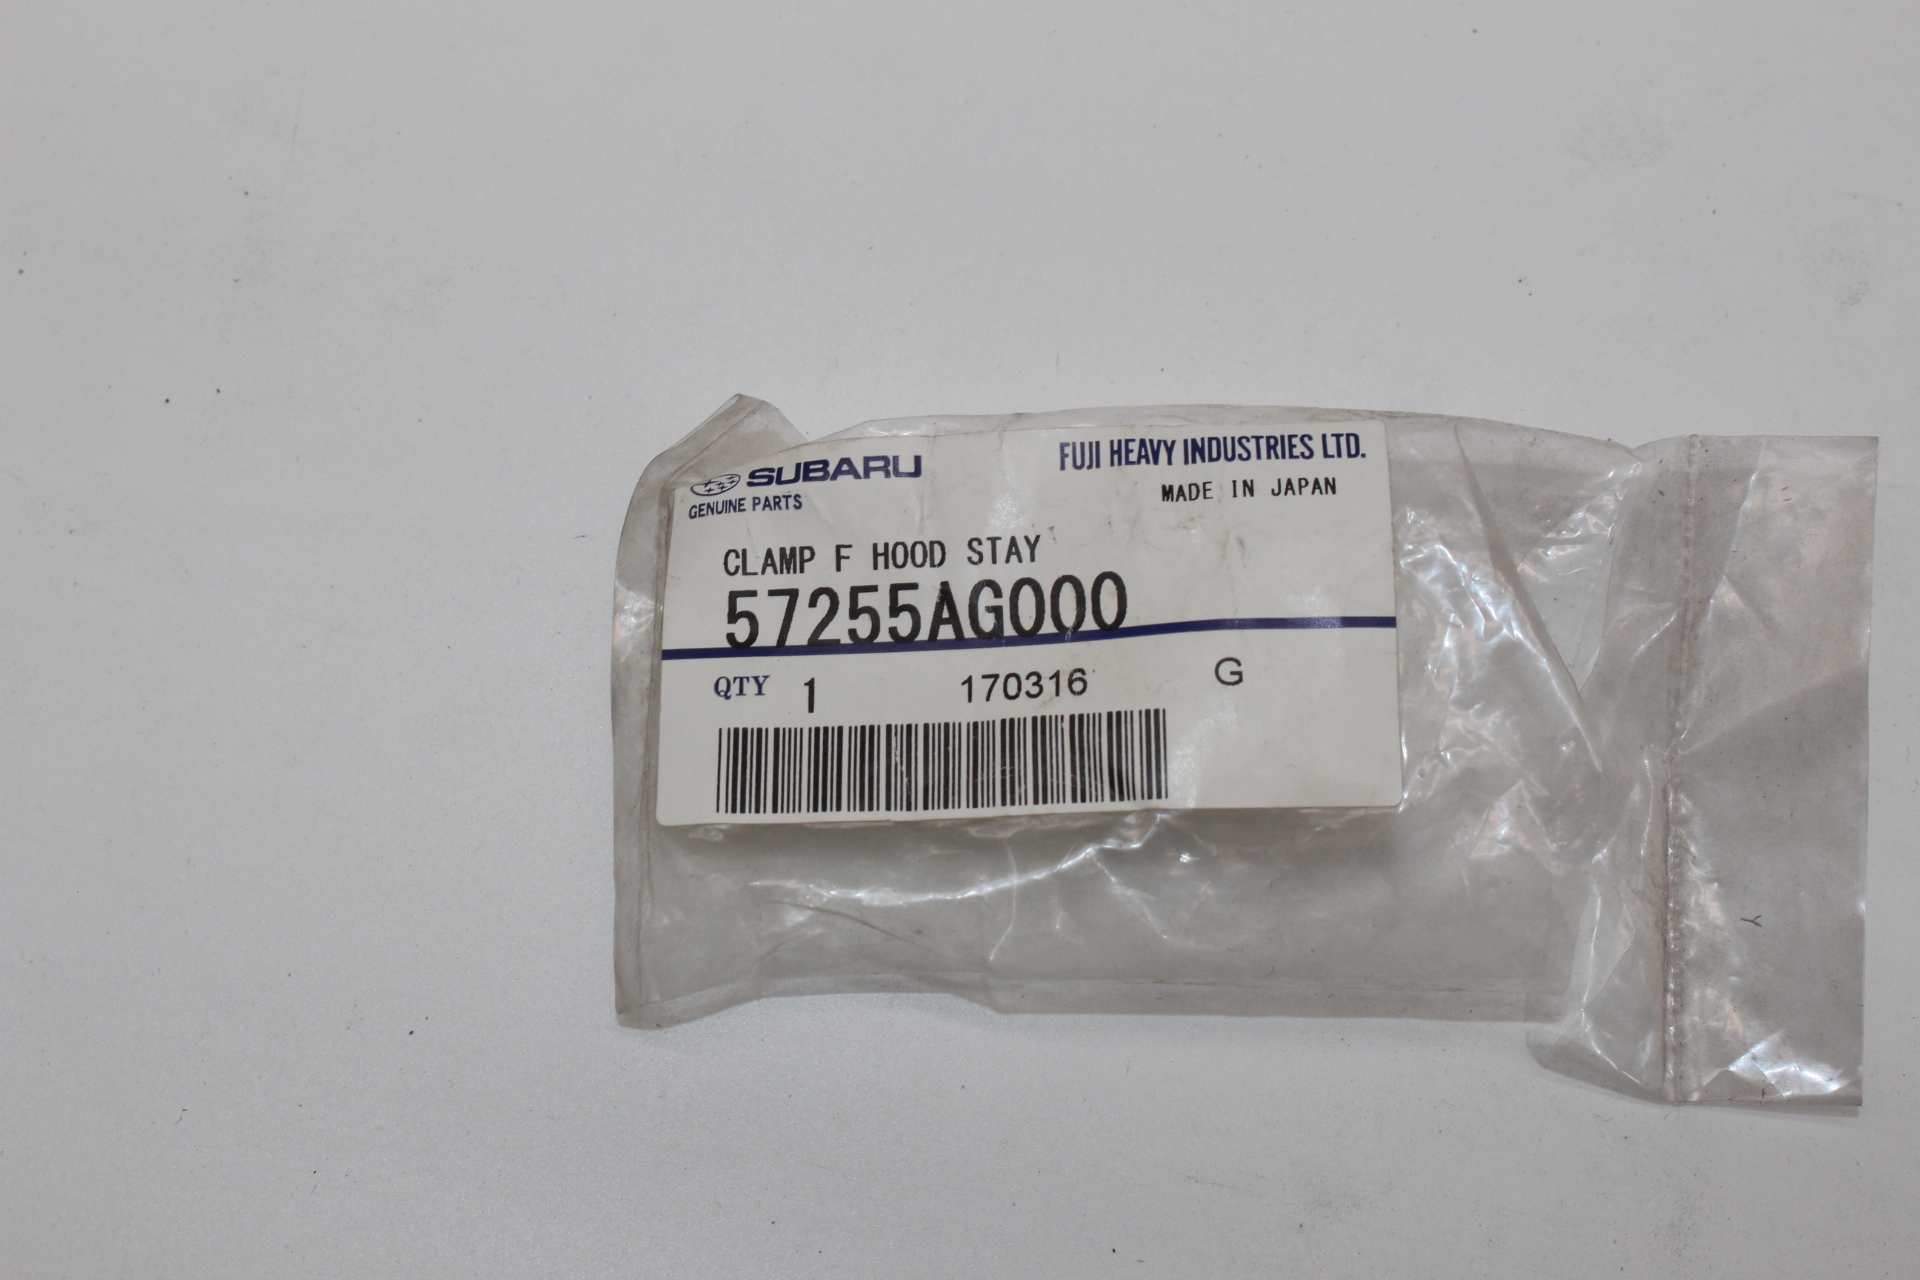 SUBARU
GENUINE PARTS
FUJI HEAVY INDUSTRIES LTD.
MADE IN JAPAN
CLAMP F HOOD STAY
57255AG000
QTY 1 170316 G